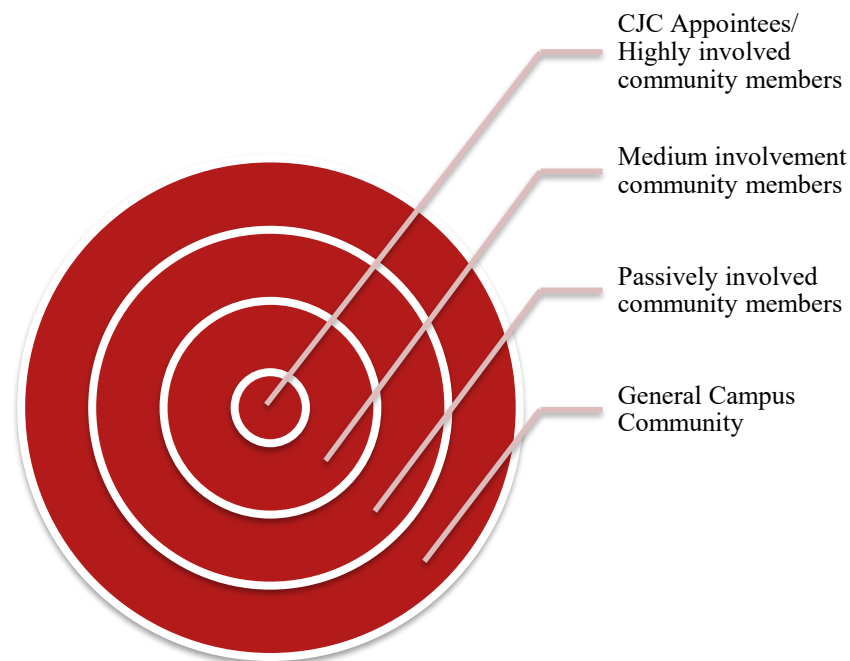 CJC Appointees/
Highly involved
community members
Medium involvement
community members
Passively involved
community members
General Campus
Community